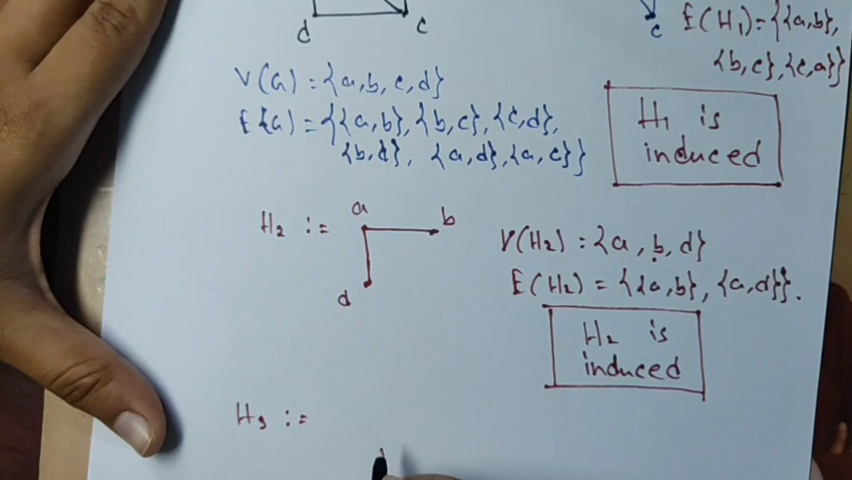 d c
c E(H₁)={{a,b},
{b,c},{c,a}}
V(G)={a,b,c,d}
E(G)={{a,b},{b,c},{c,d},
{b,d}, {a,d},{a,c}}
H₁ is
induced
H₂ :=
a b
d
V(H₂)={a,b,d}
E(H₂)={{a,b},{a,d}}.
H₂ is
induced
H₃ :=